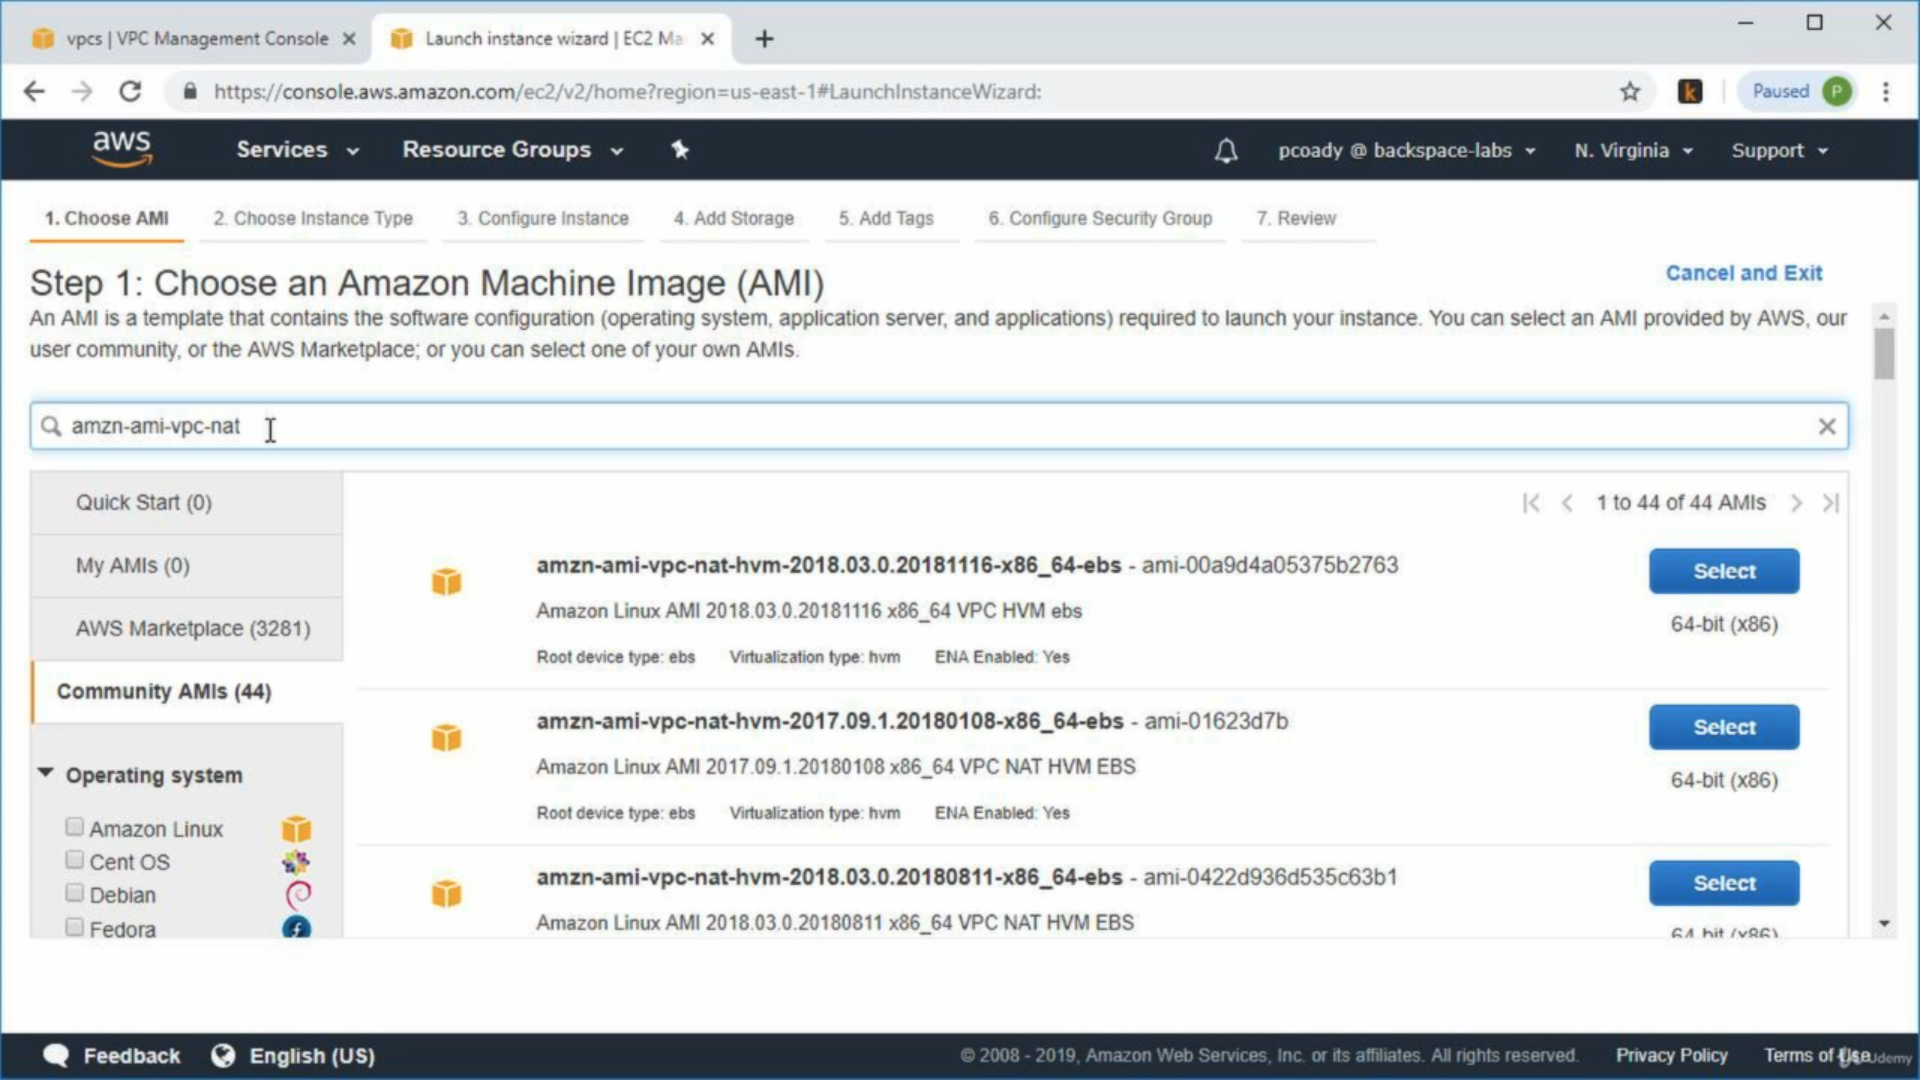 vpcs | VPC Management Console
Launch instance wizard | EC2 Ma
https://console.aws.amazon.com/ec2/v2/home?region=us-east-1#LaunchInstanceWizard:
k
Paused P
aws
Services
Resource Groups
pcoady @ backspace-labs
N. Virginia
Support
1. Choose AMI
2. Choose Instance Type
3. Configure Instance
4. Add Storage
5. Add Tags
6. Configure Security Group
7. Review
Step 1: Choose an Amazon Machine Image (AMI)
Cancel and Exit
An AMI is a template that contains the software configuration (operating system, application server, and applications) required to launch your instance. You can select an AMI provided by AWS, our
user community, or the AWS Marketplace; or you can select one of your own AMIs.
amzn-ami-vpc-nat
Quick Start (0)
My AMIs (0)
AWS Marketplace (3281)
Community AMIs (44)
Operating system
Amazon Linux
Cent OS
Debian
Fedora
1 to 44 of 44 AMIs
amzn-ami-vpc-nat-hvm-2018.03.0.20181116-x86_64-ebs - ami-00a9d4a05375b2763
Select
Amazon Linux AMI 2018.03.0.20181116 x86_64 VPC HVM ebs
64-bit (x86)
Root device type: ebs Virtualization type: hvm ENA Enabled: Yes
amzn-ami-vpc-nat-hvm-2017.09.1.20180108-x86_64-ebs - ami-01623d7b
Select
Amazon Linux AMI 2017.09.1.20180108 x86_64 VPC NAT HVM EBS
64-bit (x86)
Root device type: ebs Virtualization type: hvm ENA Enabled: Yes
amzn-ami-vpc-nat-hvm-2018.03.0.20180811-x86_64-ebs - ami-0422d936d535c63b1
Select
Amazon Linux AMI 2018.03.0.20180811 x86_64 VPC NAT HVM EBS
64-bit (x86)
Feedback
English (US)
© 2008 - 2019, Amazon Web Services, Inc. or its affiliates. All rights reserved.
Privacy Policy
Terms of Use
Udemy